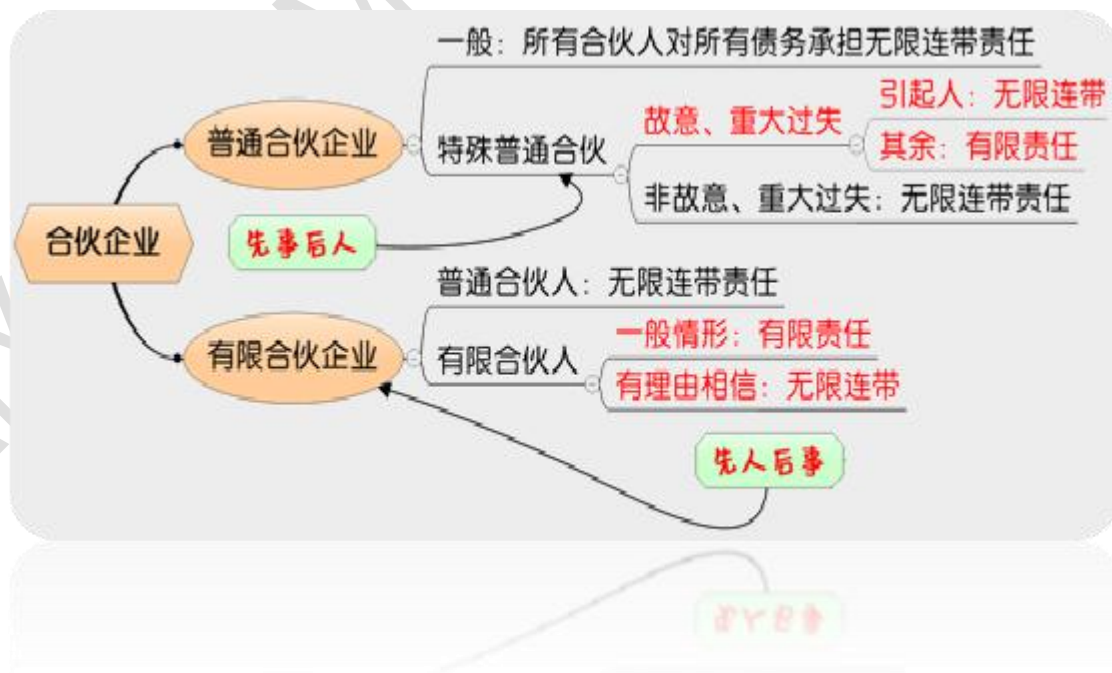 合伙企业
普通合伙企业
一般：所有合伙人对所有债务承担无限连带责任
特殊普通合伙
故意、重大过失
引起人：无限连带
其余：有限责任
非故意、重大过失：无限连带责任
先事后人
有限合伙企业
普通合伙人：无限连带责任
有限合伙人
一般情形：有限责任
有理由相信：无限连带
先人后事